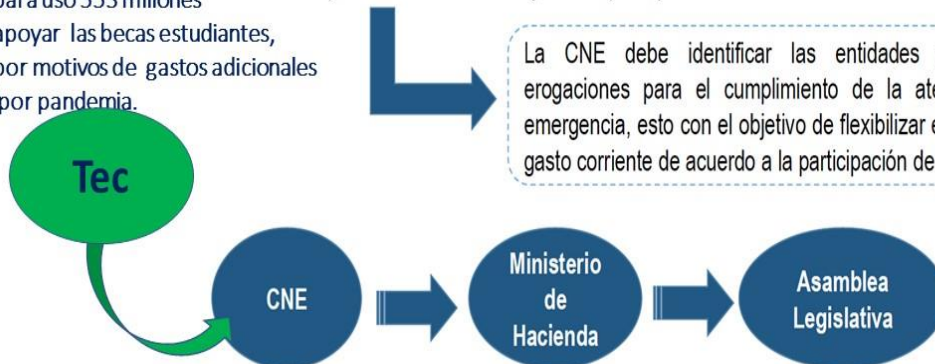 para uso 555 millones
apoyar las becas estudiantes,
por motivos de gastos adicionales
por pandemia.
La CNE debe identificar las entidades
erogaciones para el cumplimiento de la
emergencia, esto con el objetivo de flexibilizar
gasto corriente de acuerdo a la participación de
Tec
CNE
Ministerio
de
Hacienda
Asamblea
Legislativa